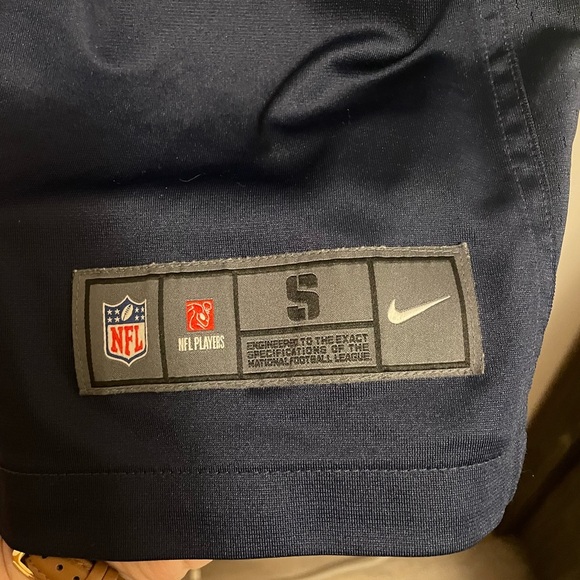 NFL
NFL PLAYERS
S
ENGINEERED TO THE EXACT
SPECIFICATIONS OF THE
NATIONAL FOOTBALL LEAGUE.